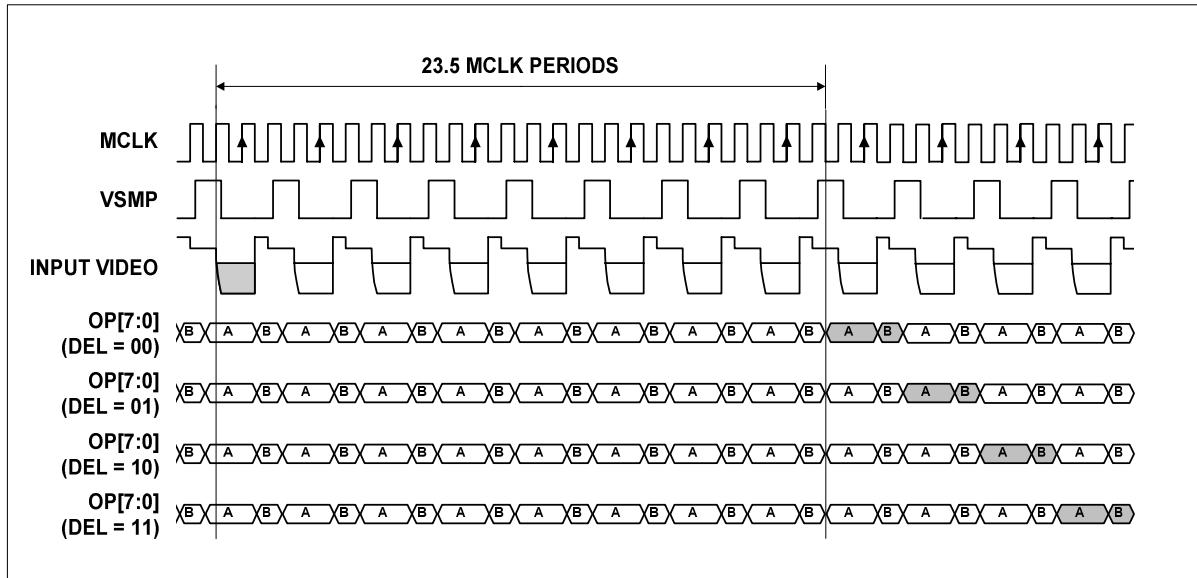 23.5 MCLK PERIODS
MCLK
VSMP
INPUT VIDEO
OP[7:0]
(DEL = 00)
B A B A B A B A B A B A B A B A B A B A B A B A B
OP[7:0]
(DEL = 01)
B A B A B A B A B A B A B A B A B A B A B A B A B
OP[7:0]
(DEL = 10)
B A B A B A B A B A B A B A B A B A B A B A B A B
OP[7:0]
(DEL = 11)
B A B A B A B A B A B A B A B A B A B A B A B A B